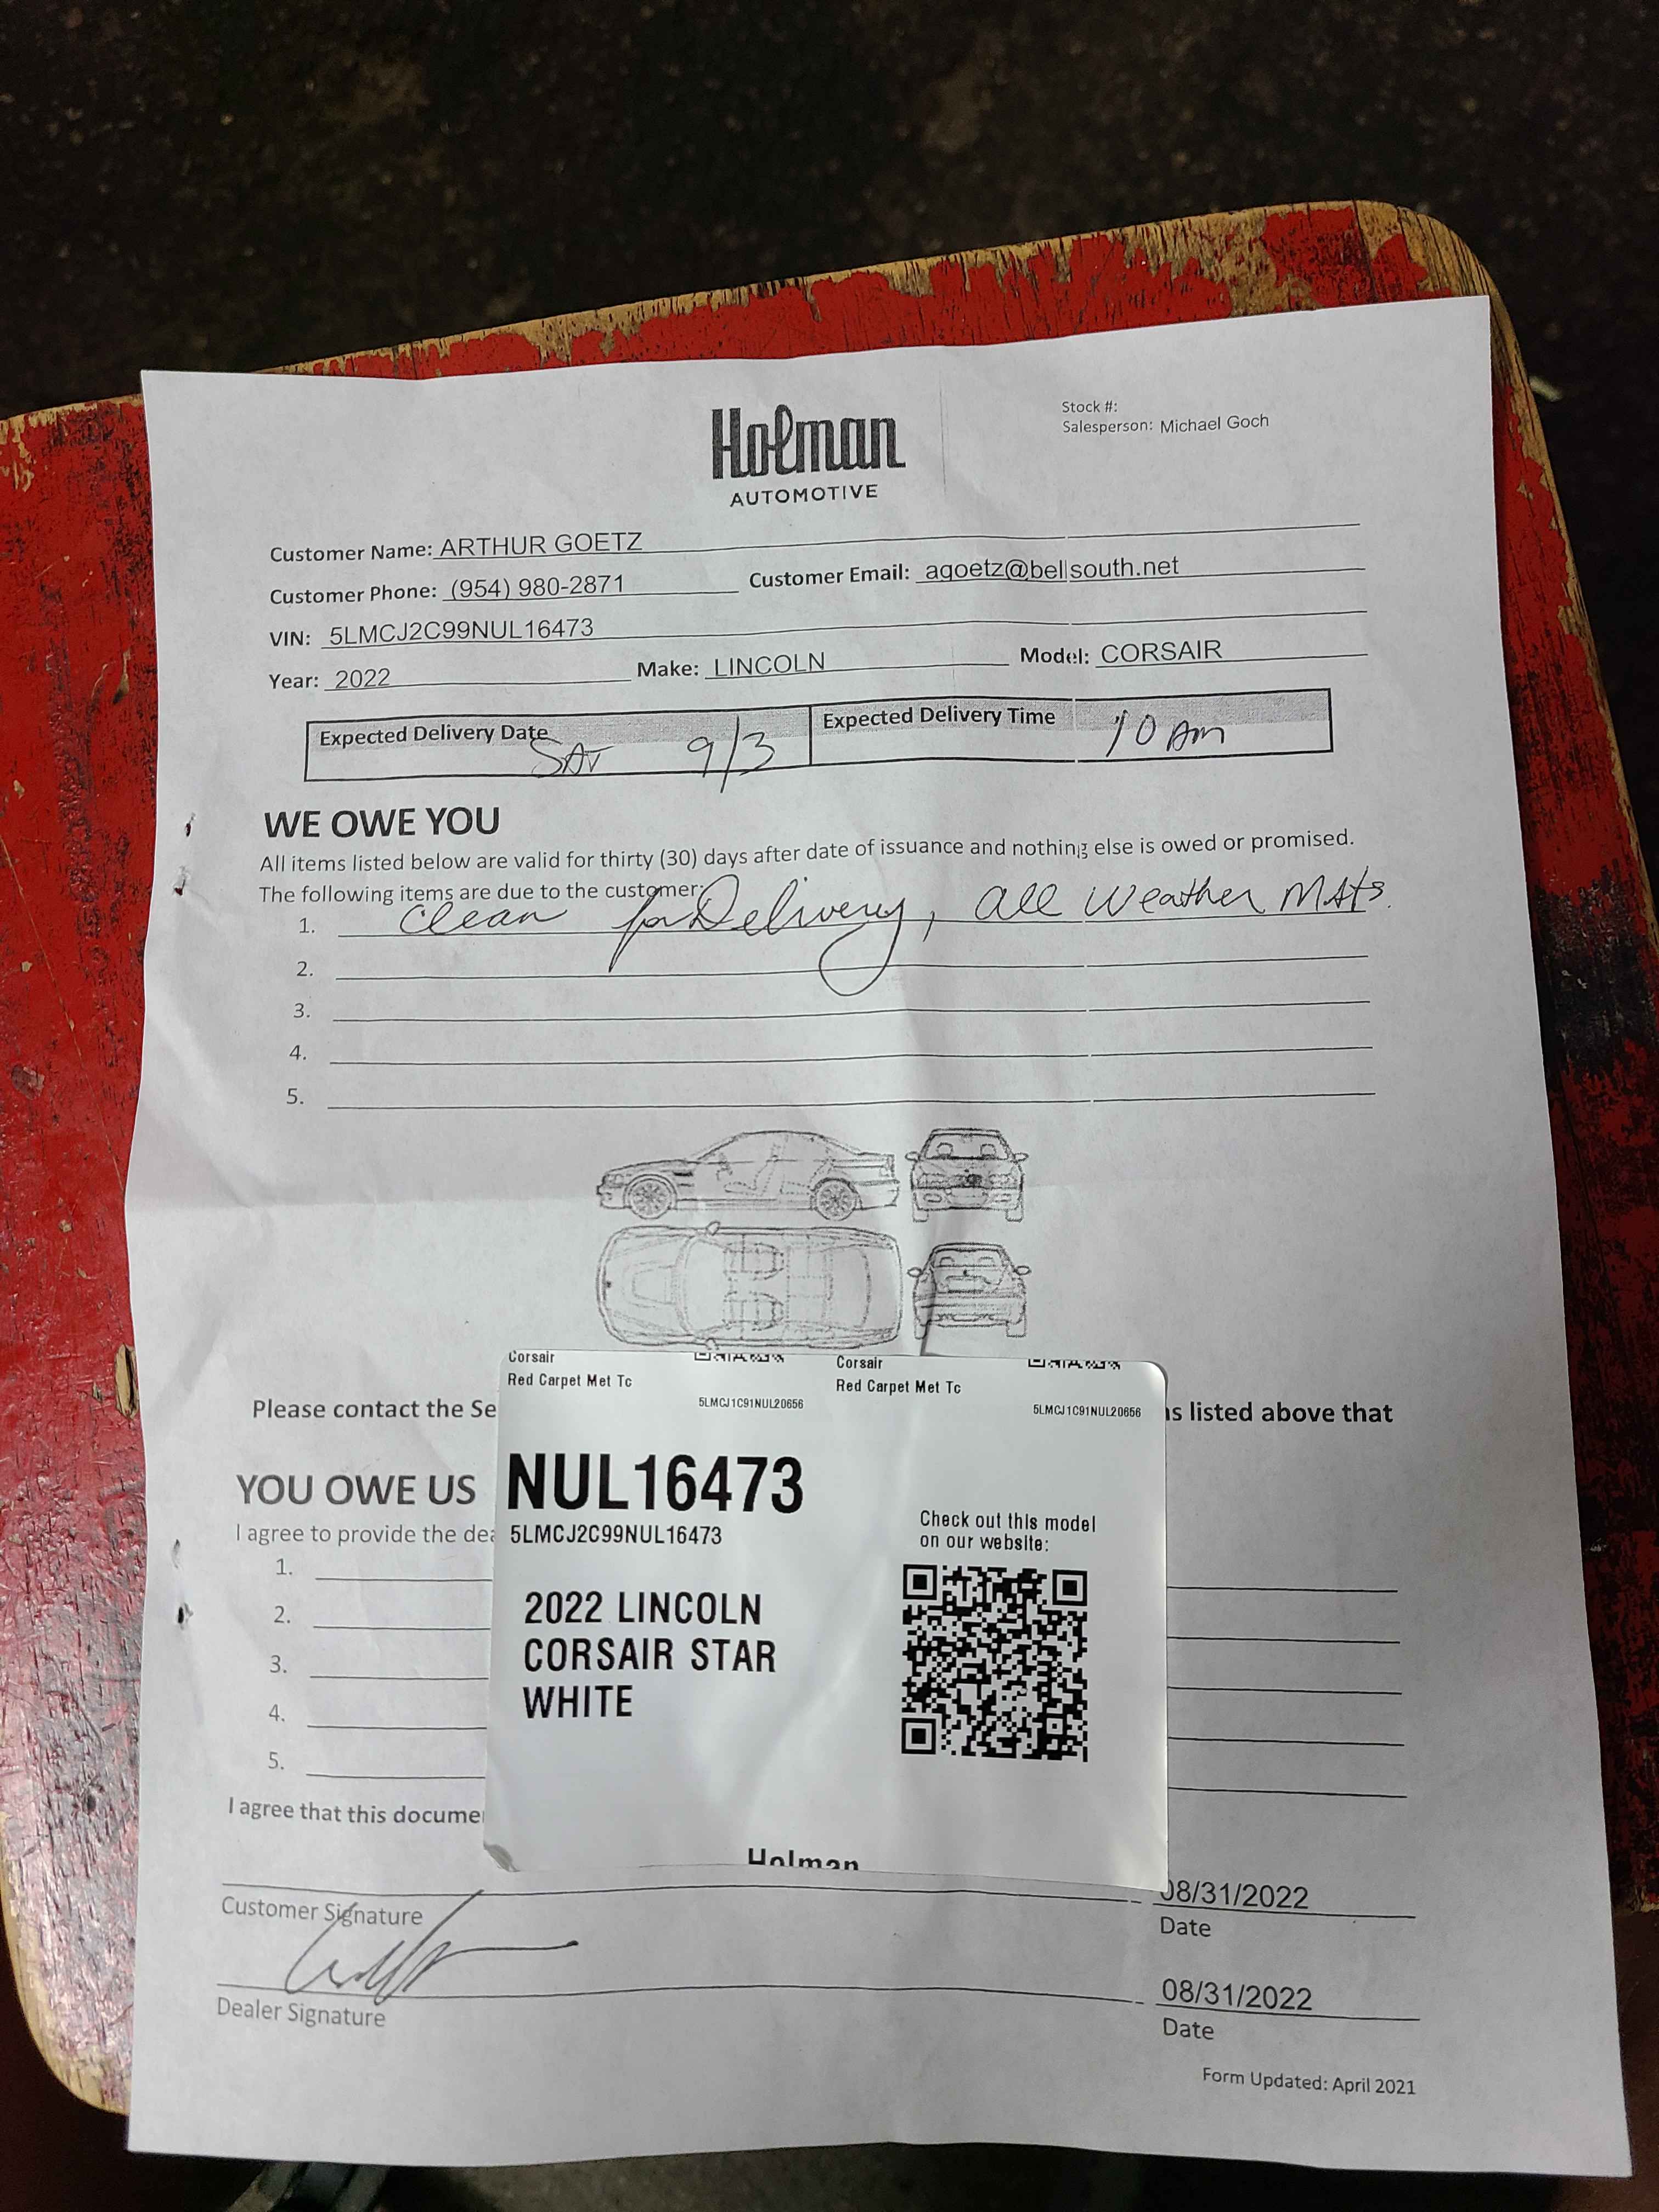 Stock #:
Salesperson: Michael Goch
Holman
AUTOMOTIVE
Customer Name: ARTHUR GOETZ
Customer Phone: (954) 980-2871 Customer Email: agoetz@bellsouth.net
VIN: 5LMCJ2C99NUL16473
Year: 2022 Make: LINCOLN Model: CORSAIR
Expected Delivery Date SAT 9/3 Expected Delivery Time 10 Am
WE OWE YOU
All items listed below are valid for thirty (30) days after date of issuance and nothing else is owed or promised.
The following items are due to the customer:
1. Clean for Delivery, all weather MAts.
2.
3.
4.
5.
Corsair Corsair
Red Carpet Met Tc Red Carpet Met Tc
5LMCJ1C91NUL20656 5LMCJ1C91NUL20656
Please contact the Se
listed above that
YOU OWE US
I agree to provide the
1.
2.
3.
4.
5.
I agree that this
NUL16473
5LMCJ2C99NUL16473
2022 LINCOLN
CORSAIR STAR
WHITE
Check out this model
on our website:
Holman
08/31/2022
Customer Signature Date
08/31/2022
Dealer Signature Date
Form Updated: April 2021